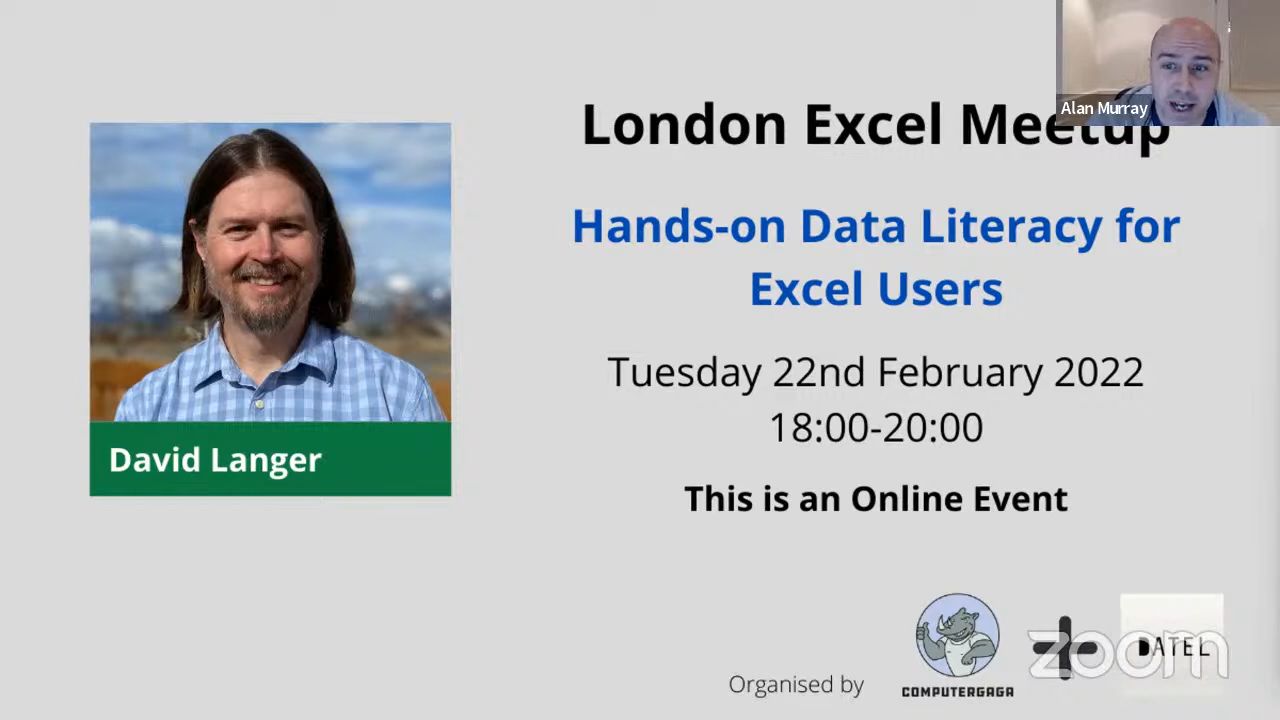 Alan Murray
London Excel Meetup
Hands-on Data Literacy for
Excel Users
Tuesday 22nd February 2022
18:00-20:00
This is an Online Event
David Langer
Organised by
COMPUTERGAGA
DATEL
zoom